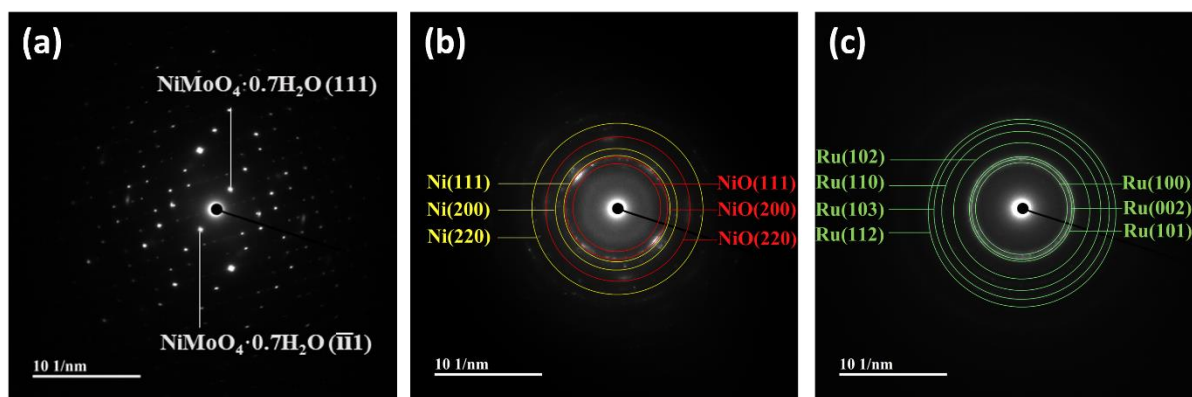 (a)
NiMoO₄·0.7H₂O (111)
NiMoO₄·0.7H₂O (1̅1̅1)
10 1/nm
(b)
Ni(111)
Ni(200)
Ni(220)
NiO(111)
NiO(200)
NiO(220)
10 1/nm
(c)
Ru(102)
Ru(110)
Ru(103)
Ru(112)
Ru(100)
Ru(002)
Ru(101)
10 1/nm